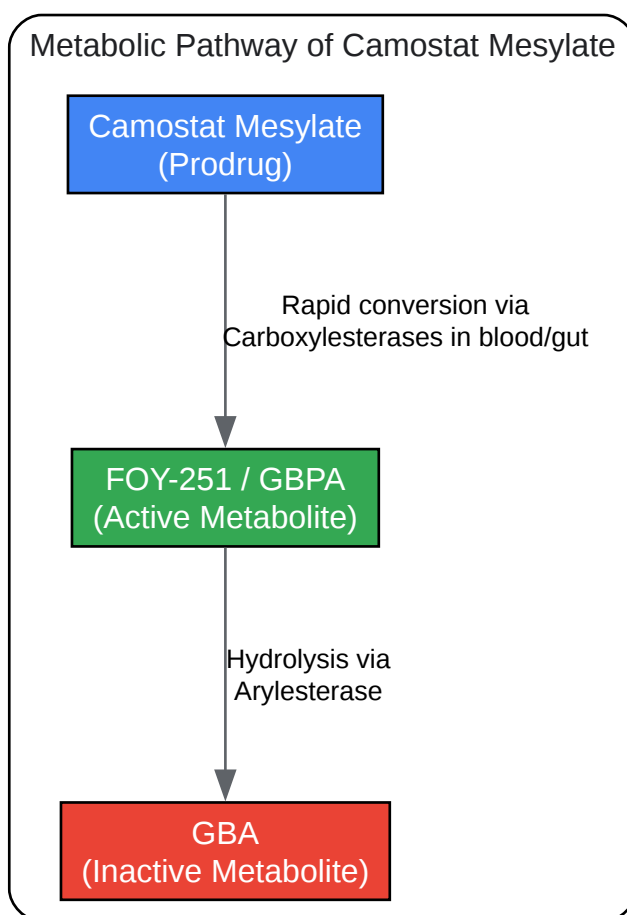 Metabolic Pathway of Camostat Mesylate
Camostat Mesylate
(Prodrug)
Rapid conversion via
Carboxylesterases in blood/gut
FOY-251 / GBPA
(Active Metabolite)
Hydrolysis via
Arylesterase
GBA
(Inactive Metabolite)